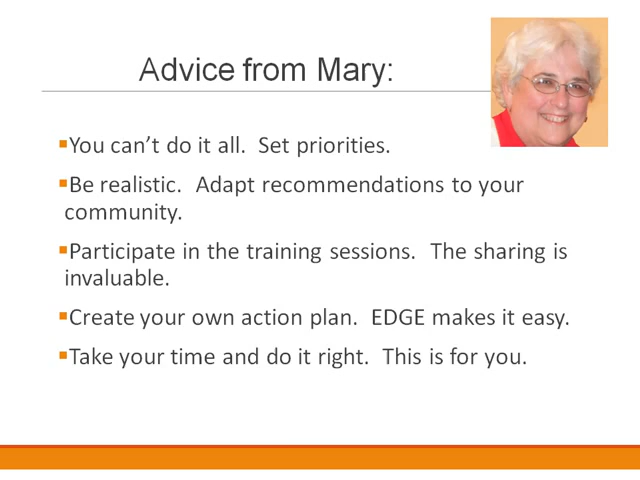 Advice from Mary:
You can't do it all.  Set priorities.
Be realistic.  Adapt recommendations to your
community.
Participate in the training sessions.  The sharing is
invaluable.
Create your own action plan.  EDGE makes it easy.
Take your time and do it right.  This is for you.